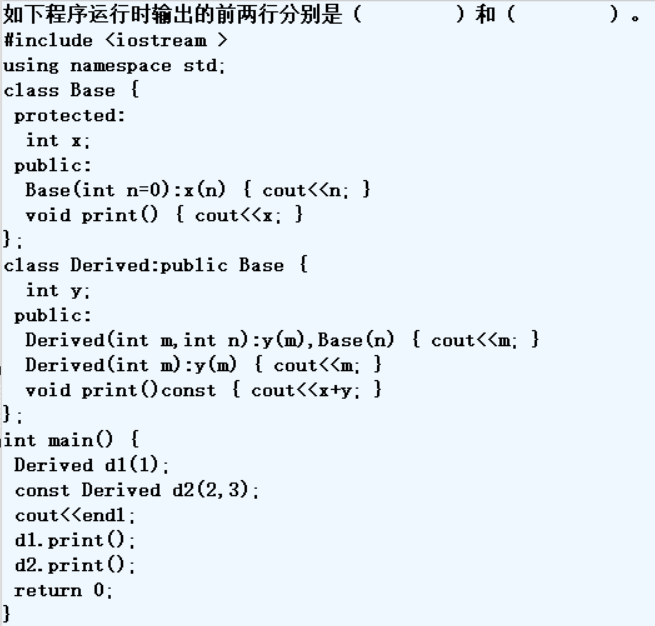 如下程序运行时输出的前两行分别是（　　　　）和（　　　　）。
#include <iostream >
using namespace std;
class Base {
 protected:
  int x;
 public:
  Base(int n=0):x(n) { cout<<n; }
  void print() { cout<<x; }
};
class Derived:public Base {
  int y;
 public:
  Derived(int m,int n):y(m),Base(n) { cout<<m; }
  Derived(int m):y(m) { cout<<m; }
  void print()const { cout<<x+y; }
};
int main() {
 Derived d1(1);
 const Derived d2(2,3);
 cout<<endl;
 d1.print();
 d2.print();
 return 0;
}